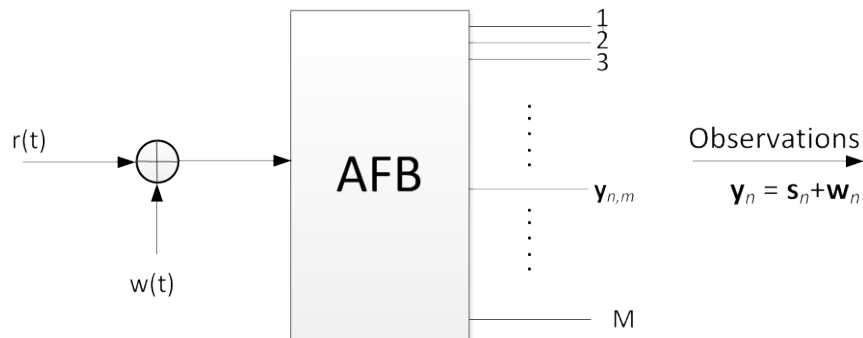 1
2
3
r(t)
AFB
Observations
y_{n,m}
y_n = s_n+w_n
w(t)
M